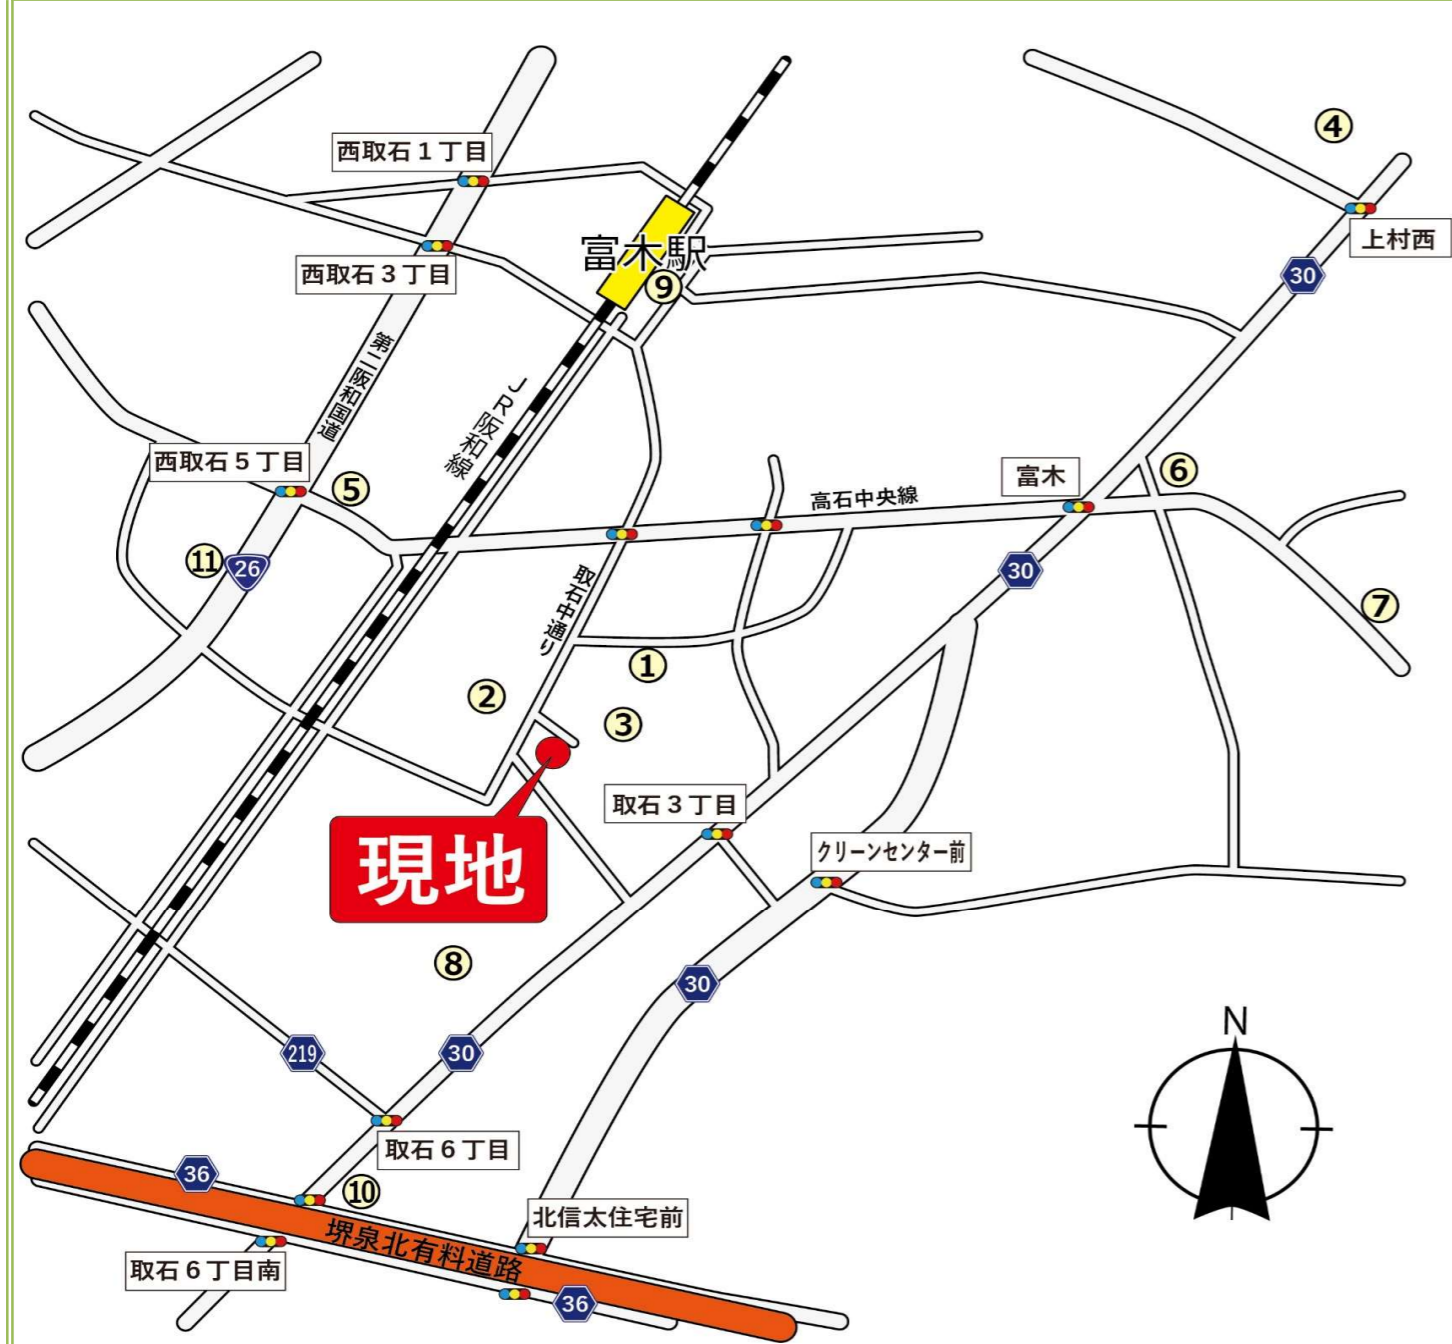 ④
西取石１丁目
上村西
西取石３丁目
富木駅
⑨
30
第二阪和国道
ＪＲ阪和線
西取石５丁目
⑤
富木
⑥
高石中央線
⑪
26
30
取石中通り
⑦
①
②
③
現地
取石３丁目
クリーンセンター前
⑧
30
219
30
N
取石６丁目
36
⑩
北信太住宅前
堺泉北有料道路
取石６丁目南
36